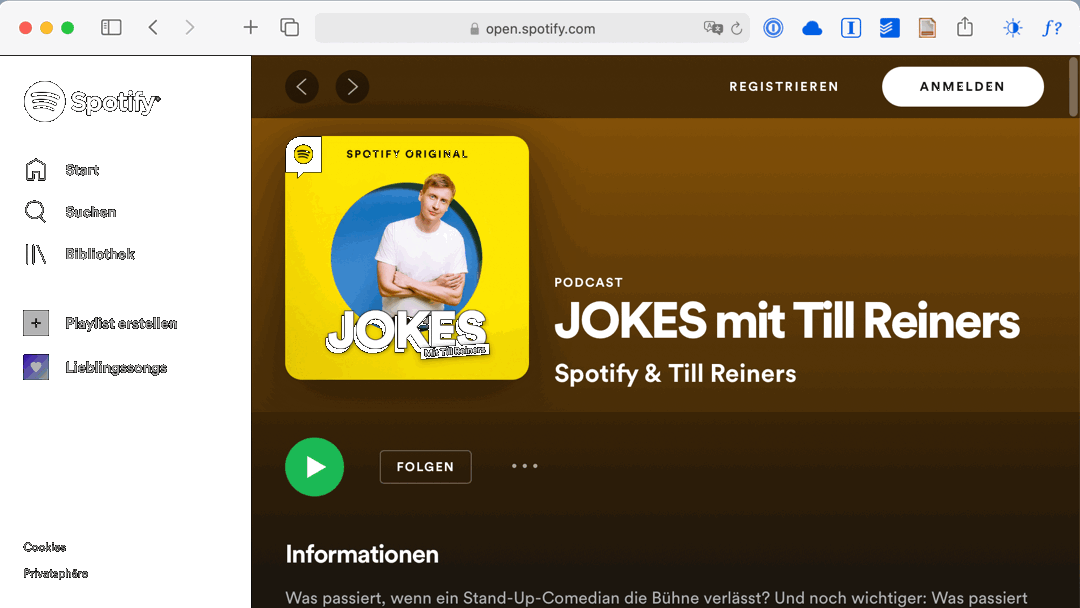 open.spotify.com
Spotify
Start
Suchen
Bibliothek
Playlist erstellen
Lieblingssongs
Cookies
Privatsphäre
REGISTRIEREN
ANMELDEN
SPOTIFY ORIGINAL
JOKES
Mit Till Reiners
PODCAST
JOKES mit Till Reiners
Spotify & Till Reiners
FOLGEN
Informationen
Was passiert, wenn ein Stand-Up-Comedian die Bühne verlässt? Und noch wichtiger: Was passiert